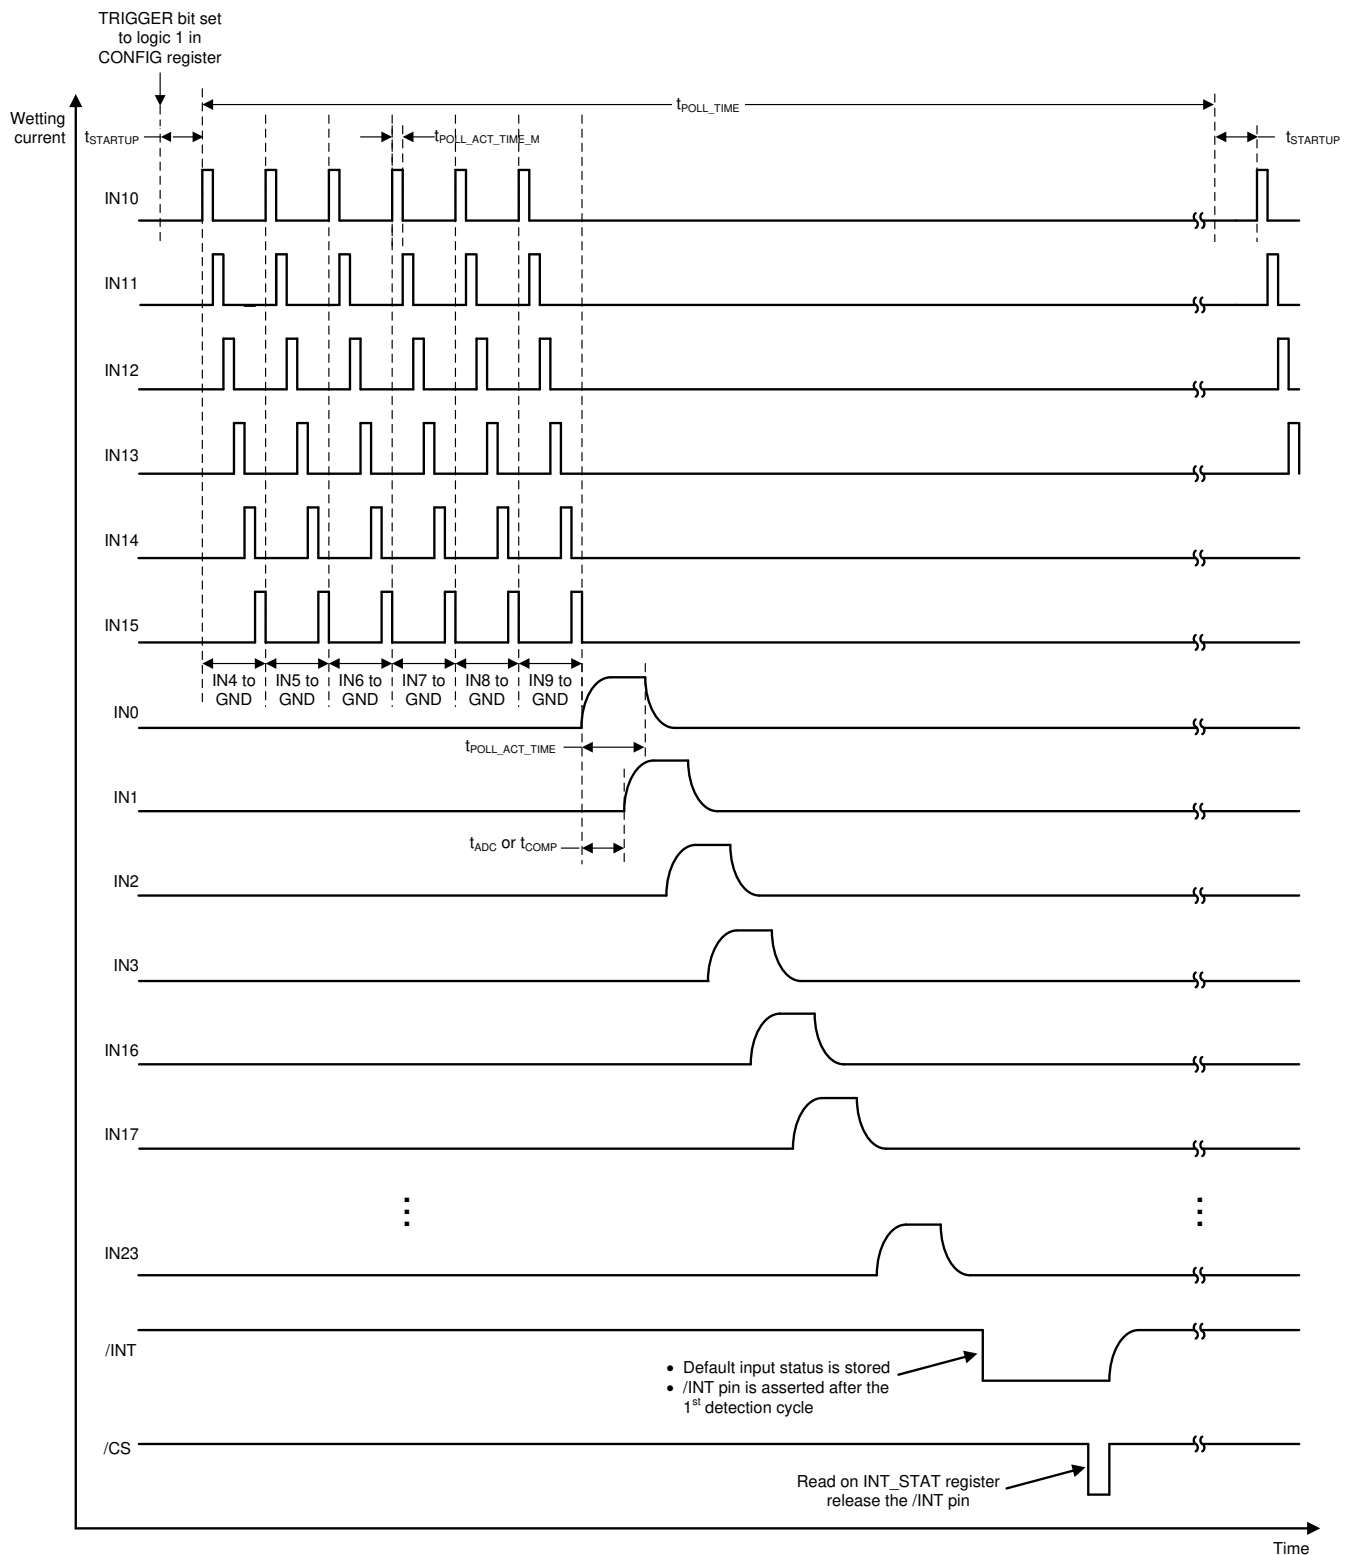 TRIGGER bit set
to logic 1 in
CONFIG register
Wetting
current
tSTARTUP
tPOLL_TIME
tPOLL_ACT_TIME_M
tSTARTUP
IN10
IN11
IN12
IN13
IN14
IN15
IN4 to
GND
IN5 to
GND
IN6 to
GND
IN7 to
GND
IN8 to
GND
IN9 to
GND
IN0
tPOLL_ACT_TIME
IN1
tADC or tCOMP
IN2
IN3
IN16
IN17
IN23
/INT
• Default input status is stored
• /INT pin is asserted after the
1st detection cycle
/CS
Read on INT_STAT register
release the /INT pin
Time